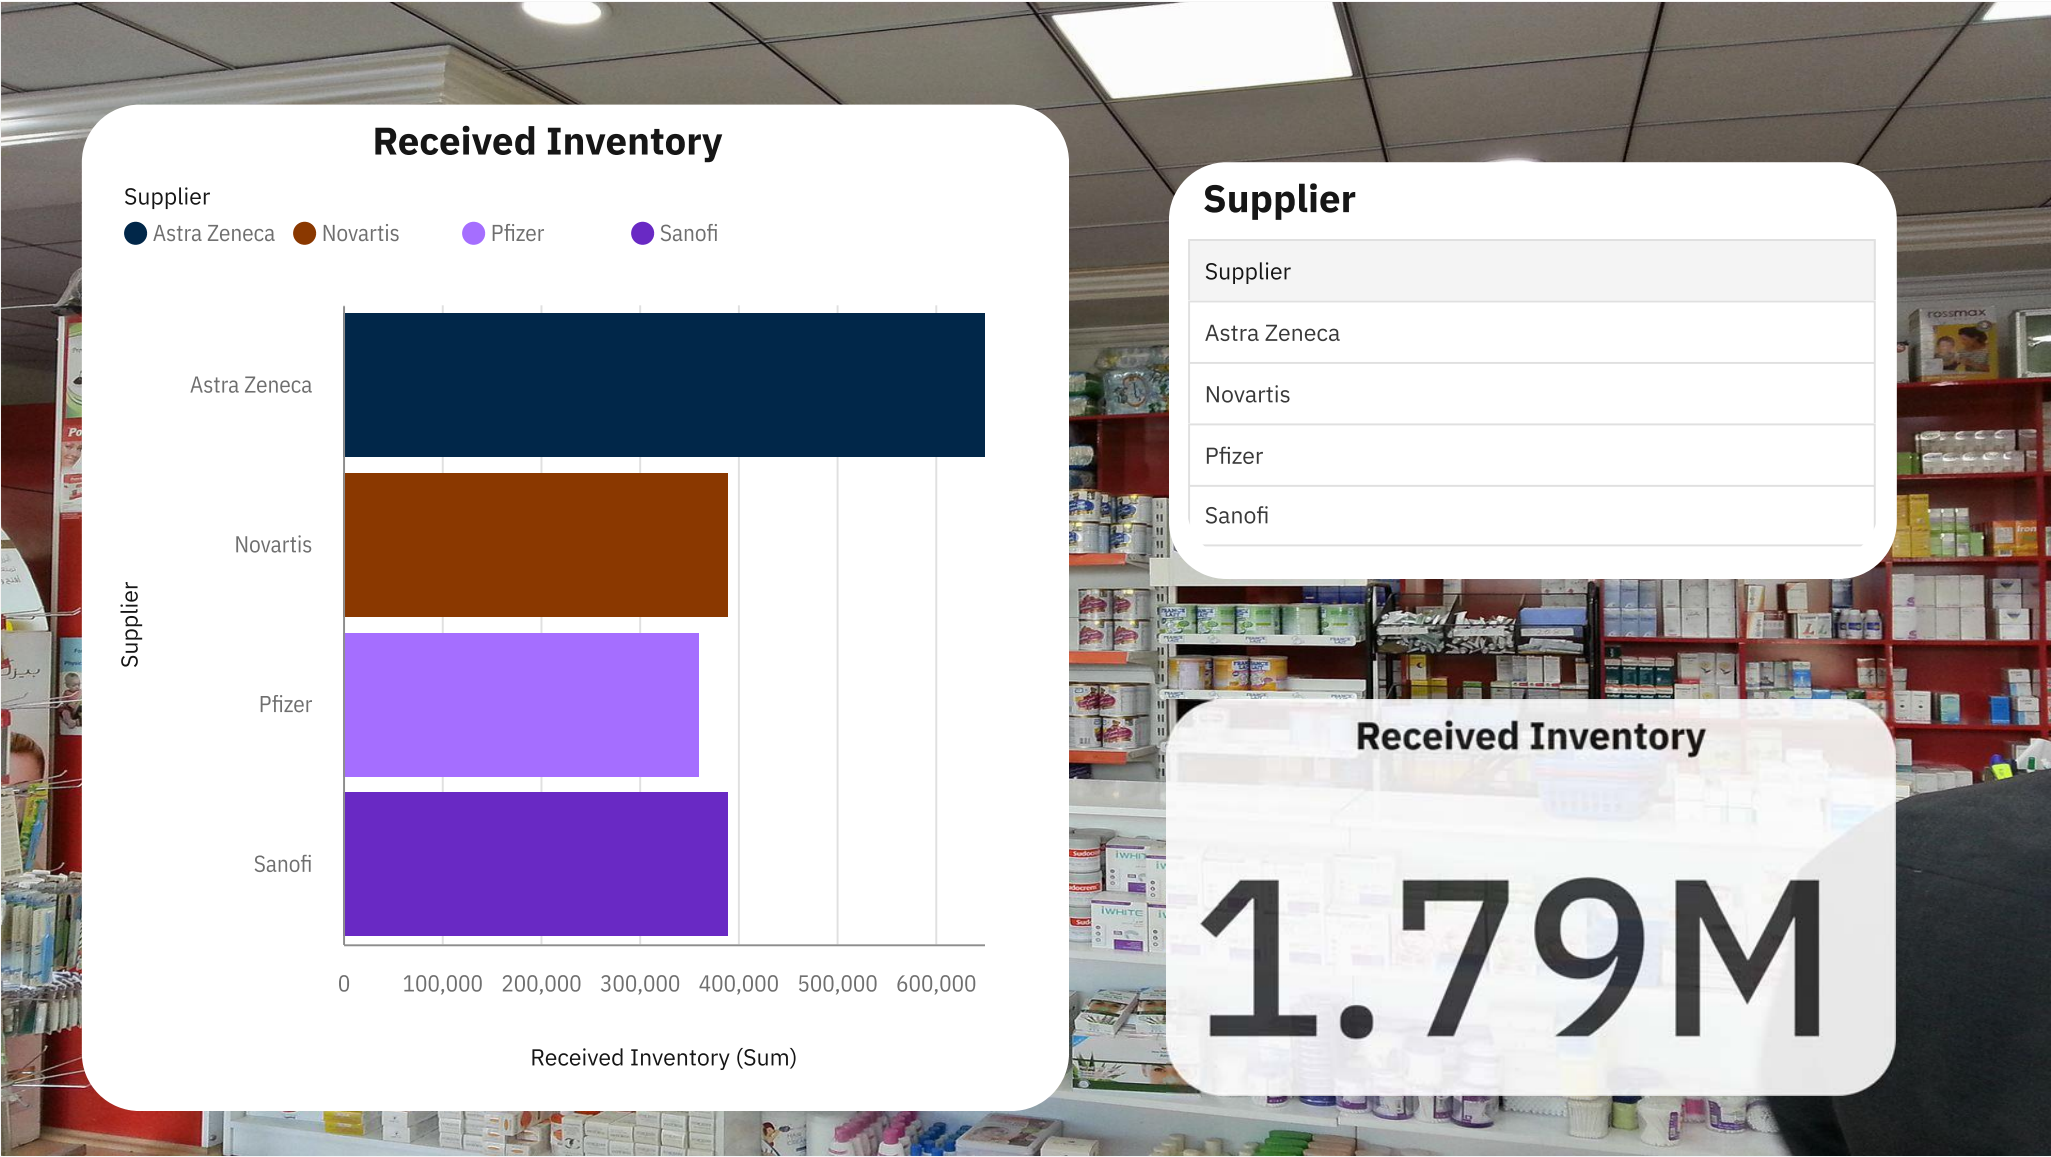 Received Inventory
Supplier
Astra Zeneca Novartis Pfizer Sanofi
Astra Zeneca
Novartis
Pfizer
Sanofi
Supplier
0 100,000 200,000 300,000 400,000 500,000 600,000
Received Inventory (Sum)
Supplier
Supplier
Astra Zeneca
Novartis
Pfizer
Sanofi
Received Inventory
1.79M
rossmax
iWHITE